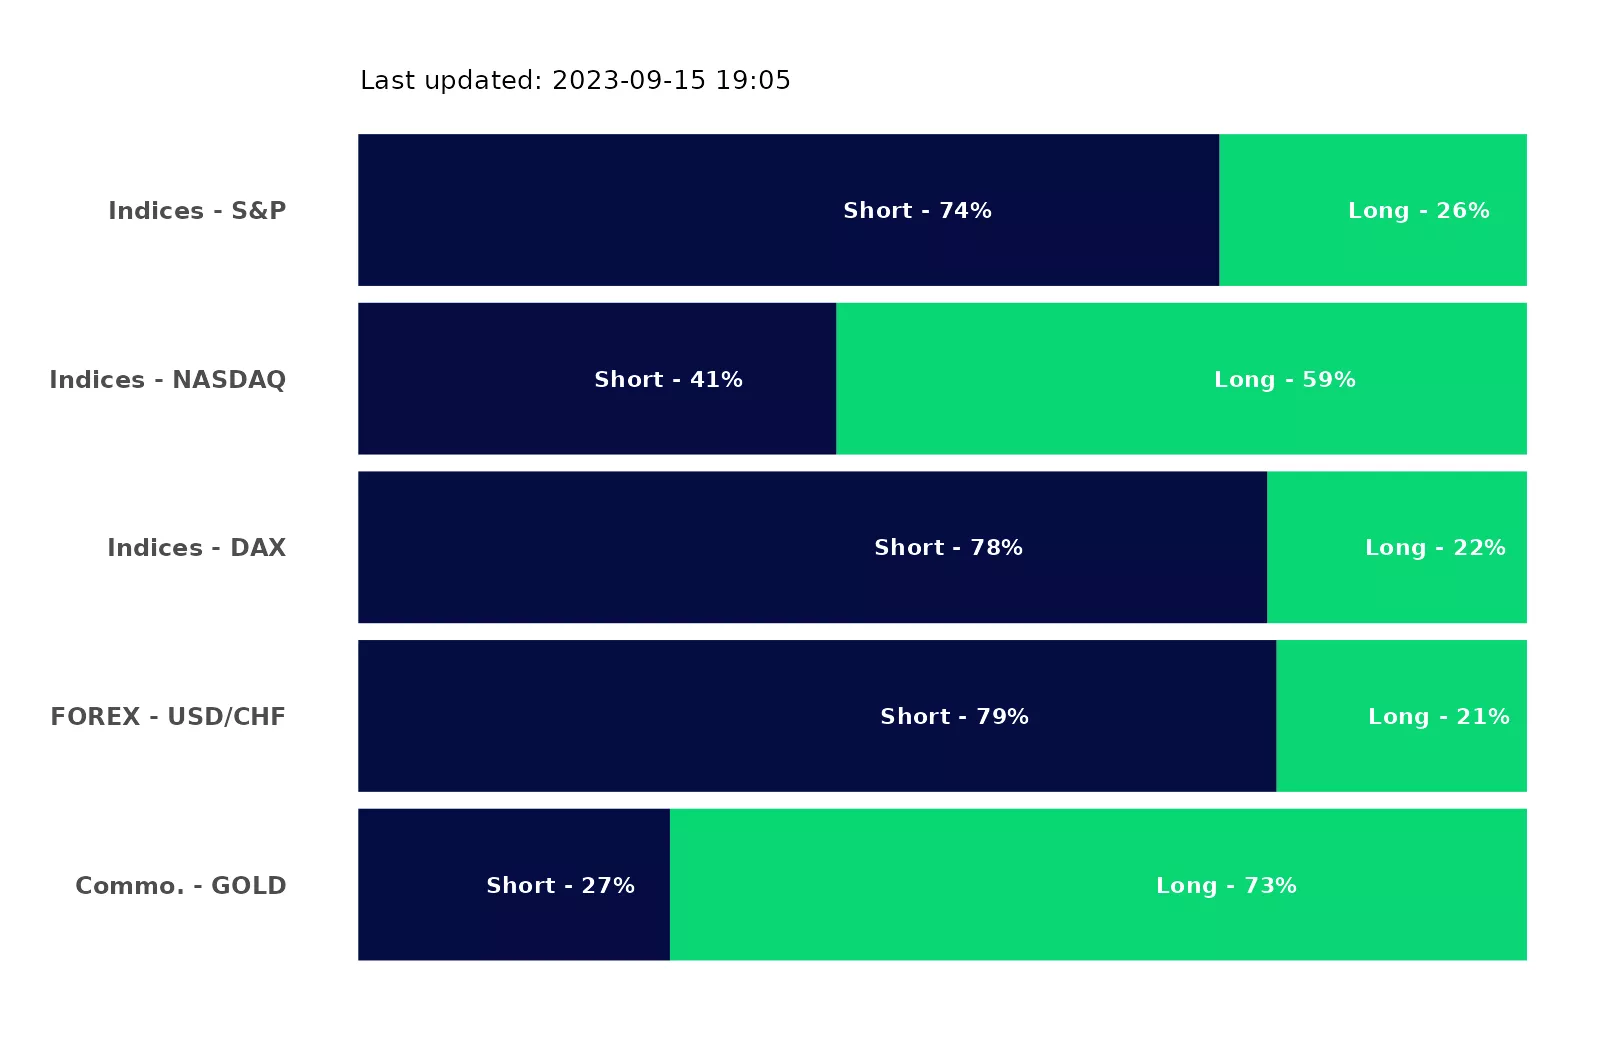 Last updated: 2023-09-15 19:05
Indices - S&P Short - 74% Long - 26%
Indices - NASDAQ Short - 41% Long - 59%
Indices - DAX Short - 78% Long - 22%
FOREX - USD/CHF Short - 79% Long - 21%
Commo. - GOLD Short - 27% Long - 73%